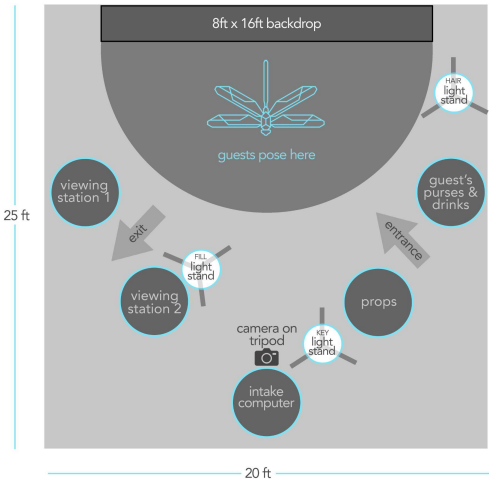 8ft x 16ft backdrop
HAIR
light
stand
guests pose here
viewing
station 1
guest's
purses &
drinks
25 ft
exit
entrance
FILL
light
stand
viewing
station 2
props
camera on
tripod
KEY
light
stand
intake
computer
20 ft